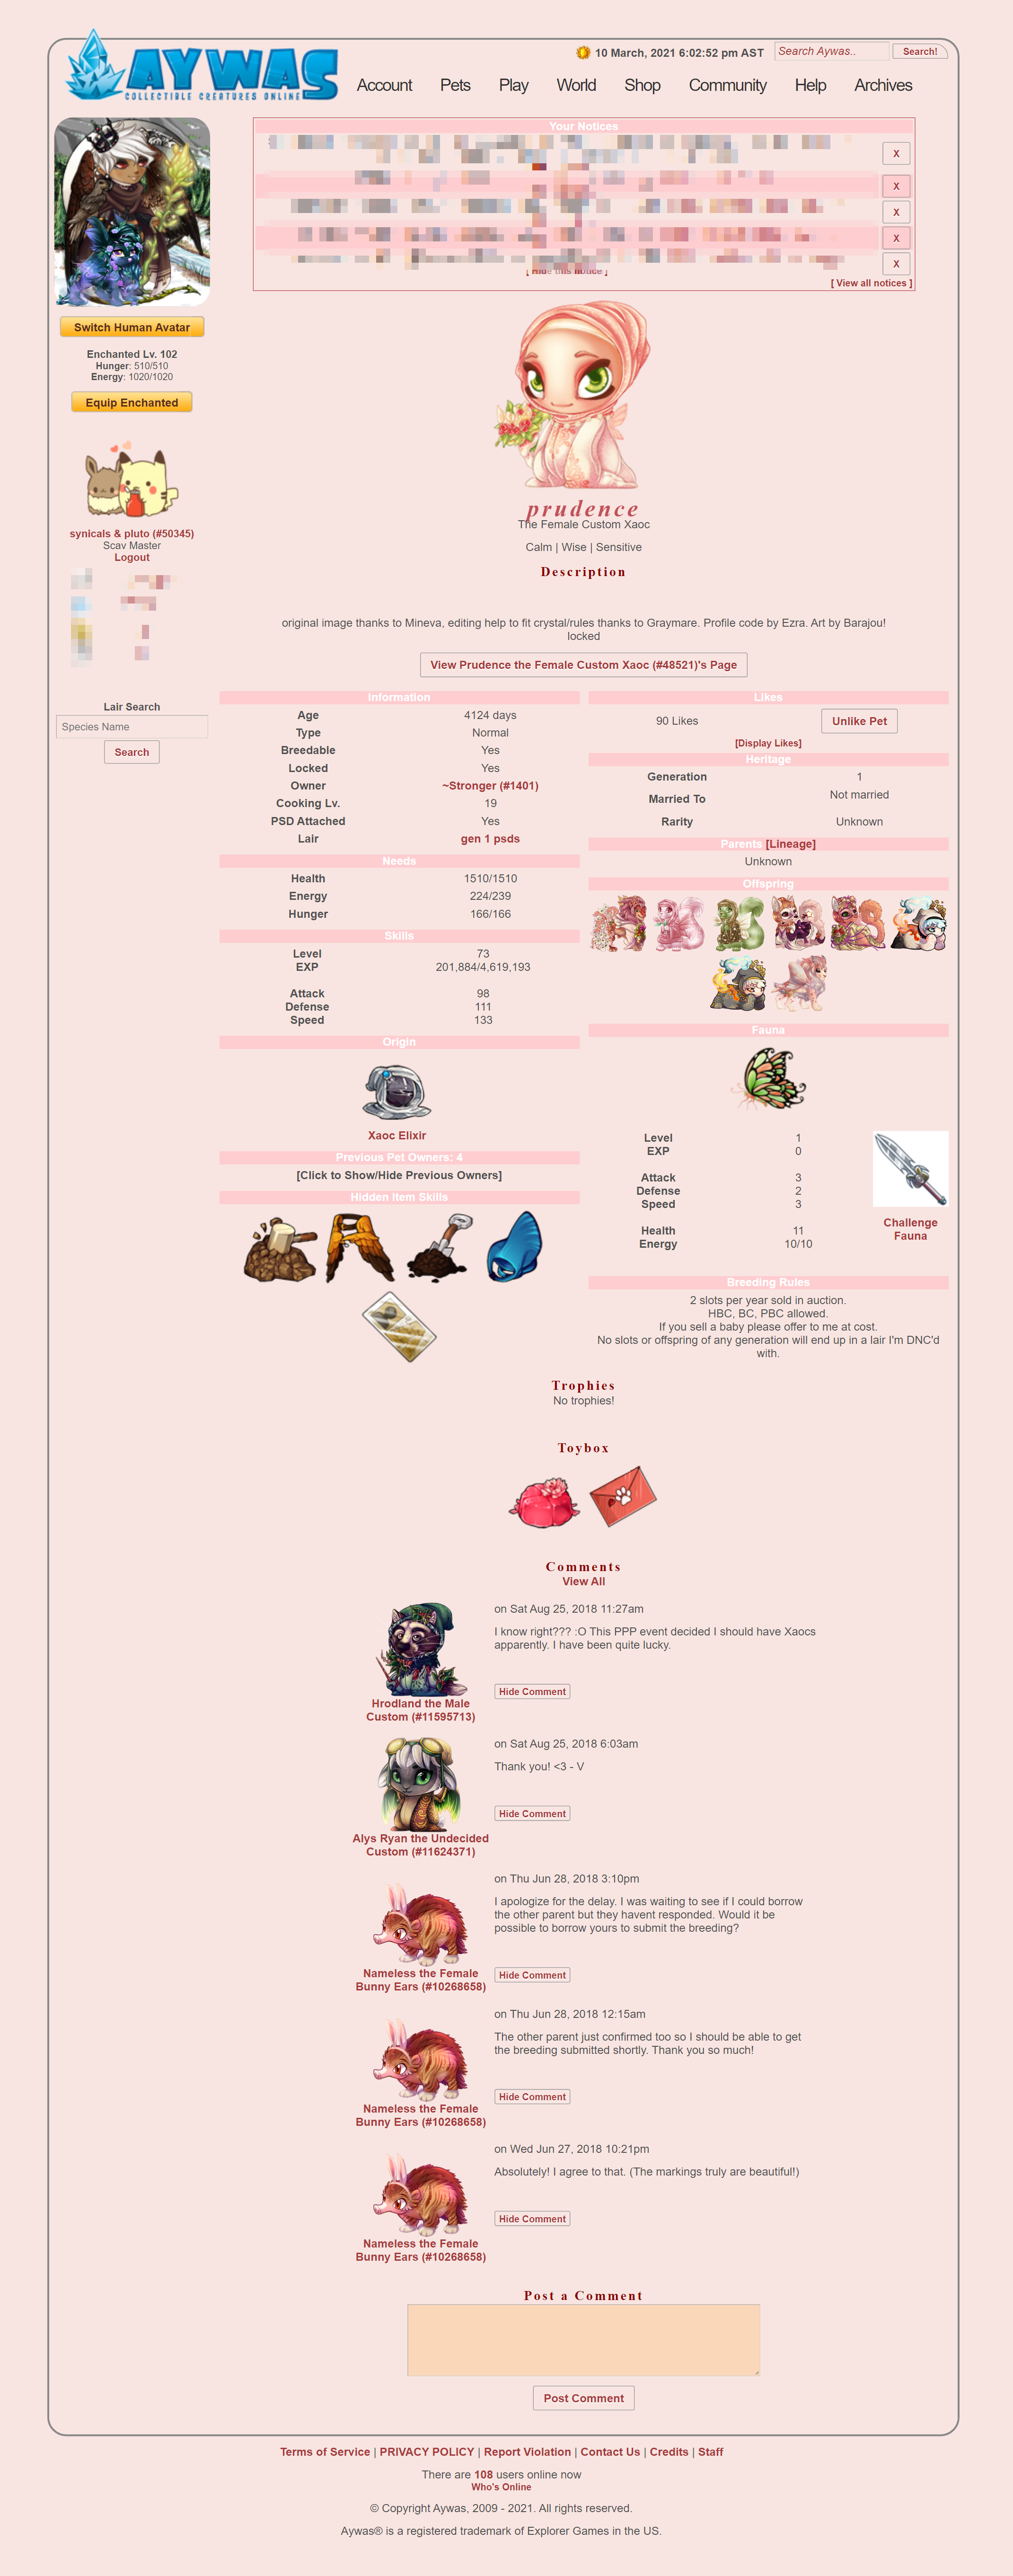 AYWAS
COLLECTIBLE CREATURES ONLINE
10 March, 2021 6:02:52 pm AST
Search Aywas..
Search!
Account Pets Play World Shop Community Help Archives
Your Notices
X
X
X
X
X
[ Hide this notice ]
[ View all notices ]
Switch Human Avatar
Enchanted Lv. 102
Hunger: 510/510
Energy: 1020/1020
Equip Enchanted
synicals & pluto (#50345)
Scav Master
Logout
Lair Search
Species Name
Search
prudence
The Female Custom Xaoc
Calm | Wise | Sensitive
Description
original image thanks to Mineva, editing help to fit crystal/rules thanks to Graymare. Profile code by Ezra. Art by Barajou!
locked
View Prudence the Female Custom Xaoc (#48521)'s Page
Information
Age 4124 days
Type Normal
Breedable Yes
Locked Yes
Owner ~Stronger (#1401)
Cooking Lv. 19
PSD Attached Yes
Lair gen 1 psds
Needs
Health 1510/1510
Energy 224/239
Hunger 166/166
Skills
Level 73
EXP 201,884/4,619,193
Attack 98
Defense 111
Speed 133
Origin
Xaoc Elixir
Previous Pet Owners: 4
[Click to Show/Hide Previous Owners]
Hidden Item Skills
Likes
90 Likes Unlike Pet
[Display Likes]
Heritage
Generation 1
Married To Not married
Rarity Unknown
Parents [Lineage]
Unknown
Offspring
Fauna
Level 1
EXP 0
Attack 3
Defense 2
Speed 3
Health 11
Energy 10/10
Challenge
Fauna
Breeding Rules
2 slots per year sold in auction.
HBC, BC, PBC allowed.
If you sell a baby please offer to me at cost.
No slots or offspring of any generation will end up in a lair I'm DNC'd
with.
Trophies
No trophies!
Toybox
Comments
View All
on Sat Aug 25, 2018 11:27am
I know right??? :O This PPP event decided I should have Xaocs
apparently. I have been quite lucky.
Hide Comment
Hrodland the Male
Custom (#11595713)
on Sat Aug 25, 2018 6:03am
Thank you! <3 - V
Hide Comment
Alys Ryan the Undecided
Custom (#11624371)
on Thu Jun 28, 2018 3:10pm
I apologize for the delay. I was waiting to see if I could borrow
the other parent but they havent responded. Would it be
possible to borrow yours to submit the breeding?
Hide Comment
Nameless the Female
Bunny Ears (#10268658)
on Thu Jun 28, 2018 12:15am
The other parent just confirmed too so I should be able to get
the breeding submitted shortly. Thank you so much!
Hide Comment
Nameless the Female
Bunny Ears (#10268658)
on Wed Jun 27, 2018 10:21pm
Absolutely! I agree to that. (The markings truly are beautiful!)
Hide Comment
Nameless the Female
Bunny Ears (#10268658)
Post a Comment
Post Comment
Terms of Service | PRIVACY POLICY | Report Violation | Contact Us | Credits | Staff
There are 108 users online now
Who's Online
© Copyright Aywas, 2009 - 2021. All rights reserved.
Aywas® is a registered trademark of Explorer Games in the US.